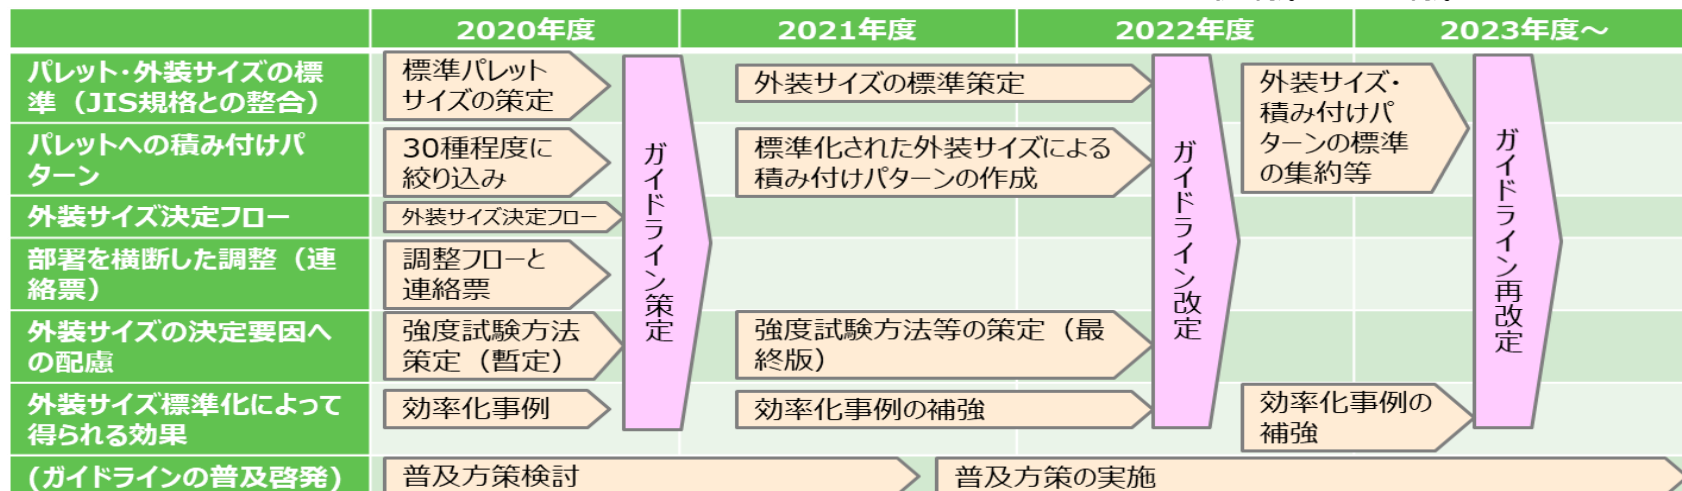 2020年度
2021年度
2022年度
2023年度～
パレット・外装サイズの標
準（JIS規格との整合）
標準パレット
サイズの策定
外装サイズの標準策定
外装サイズ・
積み付けパ
ターンの標準
の集約等
パレットへの積み付けパ
ターン
30種程度に
絞り込み
標準化された外装サイズによる
積み付けパターンの作成
外装サイズ決定フロー
外装サイズ決定フロー
部署を横断した調整（連
絡票）
調整フローと
連絡票
外装サイズの決定要因へ
の配慮
強度試験方法
策定（暫定）
強度試験方法等の策定（最
終版）
外装サイズ標準化によって
得られる効果
効率化事例
効率化事例の補強
効率化事例の
補強
ガイドライン策定
ガイドライン改定
ガイドライン再改定
(ガイドラインの普及啓発)
普及方策検討
普及方策の実施